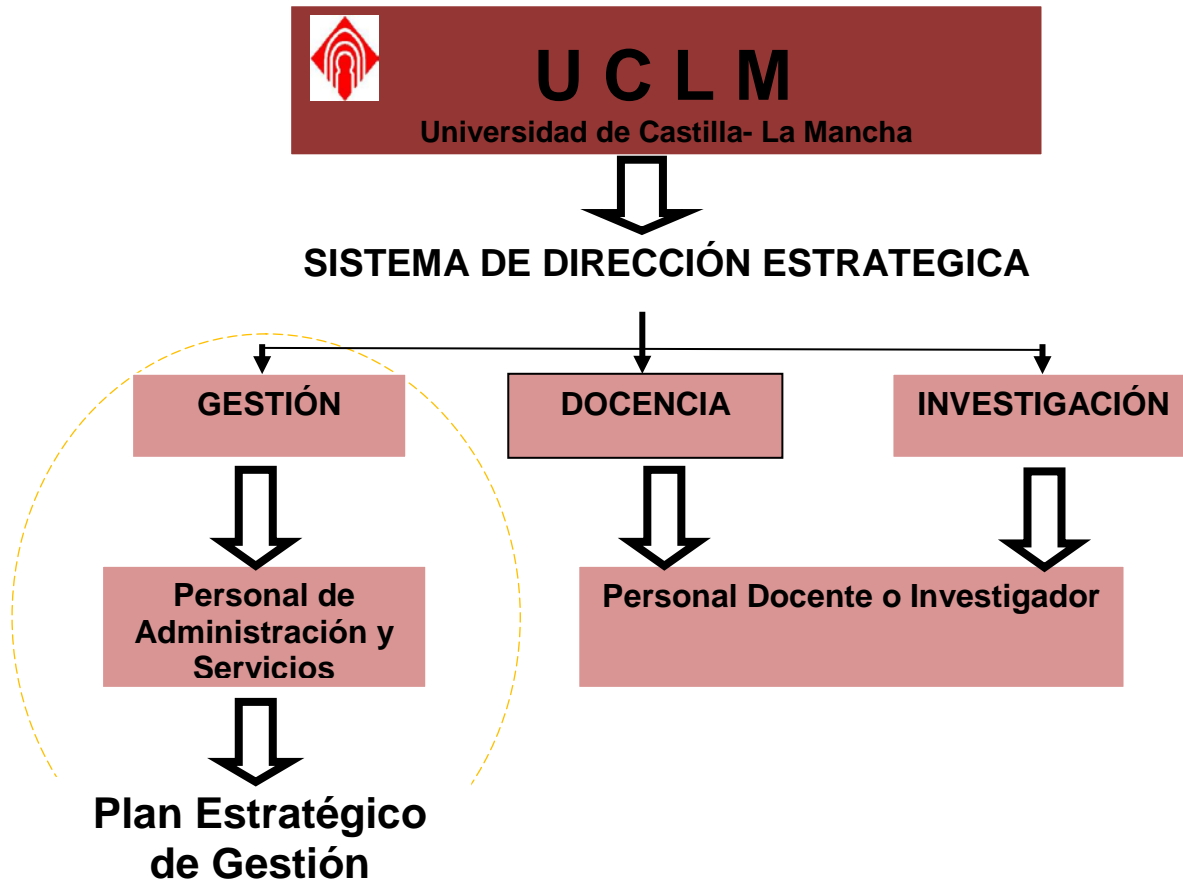 U C L M
Universidad de Castilla- La Mancha
SISTEMA DE DIRECCIÓN ESTRATEGICA
GESTIÓN
DOCENCIA
INVESTIGACIÓN
Personal de
Administración y
Servicios
Personal Docente o Investigador
Plan Estratégico
de Gestión